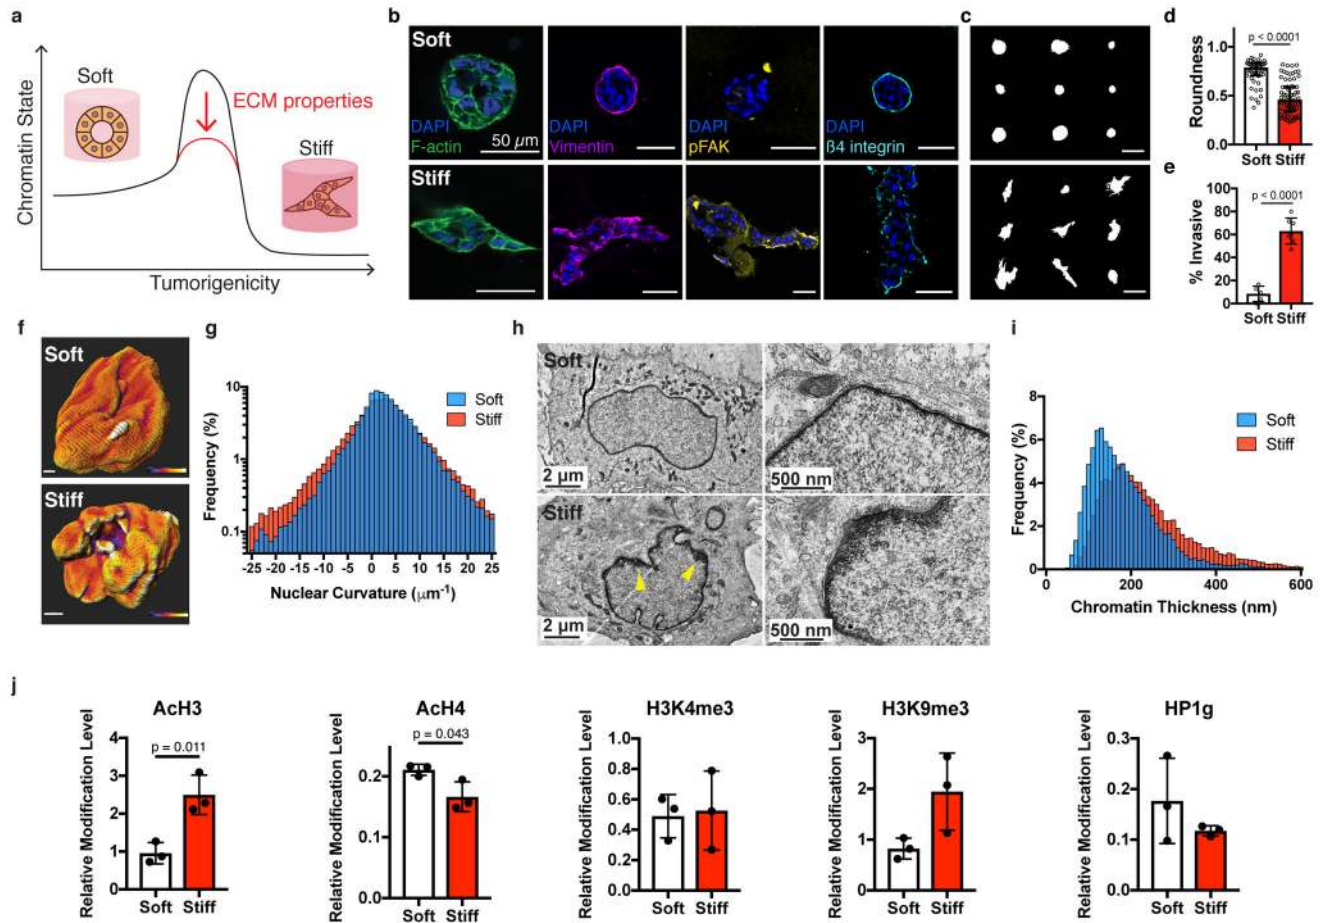 a
Chromatin State
Soft
ECM properties
Stiff
Tumorigenicity
b
Soft
DAPI
F-actin
50 µm
DAPI
Vimentin
DAPI
pFAK
DAPI
ß4 integrin
Stiff
c
d
p < 0.0001
Roundness
1.0
0.5
0.0
Soft Stiff
e
p < 0.0001
% Invasive
100
80
60
40
20
0
Soft Stiff
f
Soft
Stiff
g
Frequency (%)
10
1
0.1
Soft
Stiff
-25 -20 -15 -10 -5 0 5 10 15 20 25
Nuclear Curvature (µm⁻¹)
h
Soft
2 µm
500 nm
Stiff
2 µm
500 nm
i
Frequency (%)
8
6
4
2
0
Soft
Stiff
0 200 400 600
Chromatin Thickness (nm)
j
AcH3
Relative Modification Level
p = 0.011
4
3
2
1
0
Soft Stiff
AcH4
Relative Modification Level
p = 0.043
0.2
0.1
0.0
Soft Stiff
H3K4me3
Relative Modification Level
1.0
0.8
0.6
0.4
0.2
0.0
Soft Stiff
H3K9me3
Relative Modification Level
3
2
1
0
Soft Stiff
HP1g
Relative Modification Level
0.3
0.2
0.1
0.0
Soft Stiff